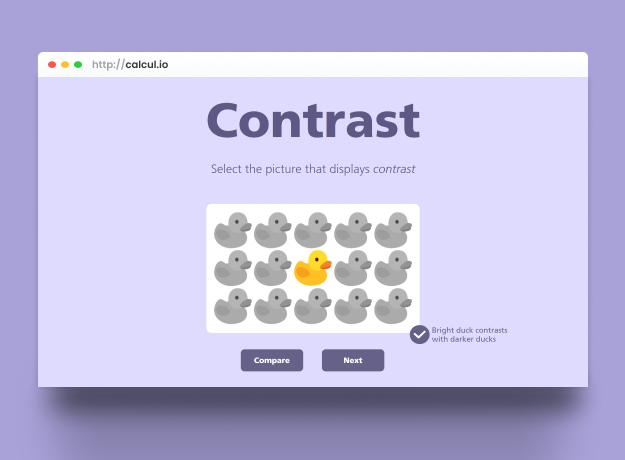 http://calcul.io
Contrast
Select the picture that displays contrast
Bright duck contrasts
with darker ducks
Compare
Next